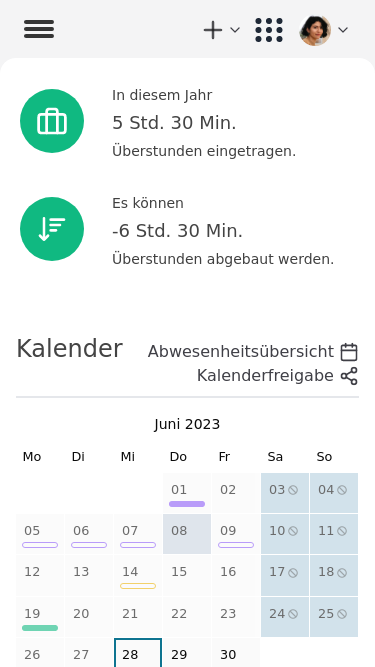 In diesem Jahr
5 Std. 30 Min.
Überstunden eingetragen.
Es können
-6 Std. 30 Min.
Überstunden abgebaut werden.
Kalender
Abwesenheitsübersicht
Kalenderfreigabe
Juni 2023
Mo Di Mi Do Fr Sa So
01 02 03 04
05 06 07 08 09 10 11
12 13 14 15 16 17 18
19 20 21 22 23 24 25
26 27 28 29 30